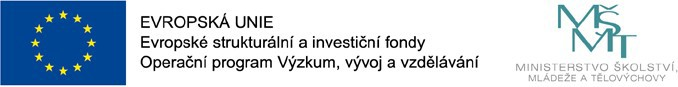 EVROPSKÁ UNIE
Evropské strukturální a investiční fondy
Operační program Výzkum, vývoj a vzdělávání
MŠMT
MINISTERSTVO ŠKOLSTVÍ,
MLÁDEŽE A TĚLOVÝCHOVY